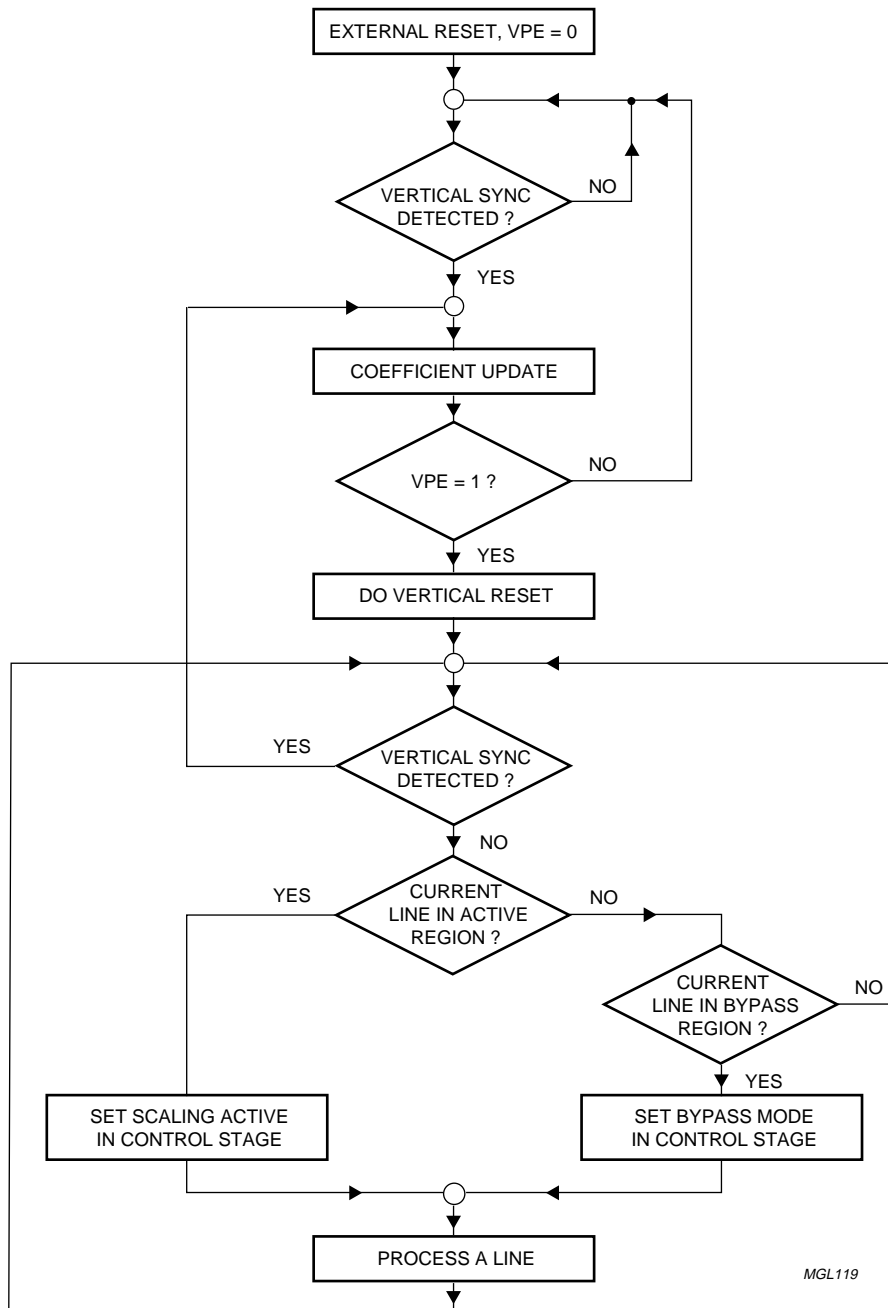 EXTERNAL RESET, VPE = 0
VERTICAL SYNC
DETECTED ?
NO
YES
COEFFICIENT UPDATE
VPE = 1 ?
NO
YES
DO VERTICAL RESET
YES
VERTICAL SYNC
DETECTED ?
NO
YES
CURRENT
LINE IN ACTIVE
REGION ?
NO
CURRENT
LINE IN BYPASS
REGION ?
NO
YES
SET SCALING ACTIVE
IN CONTROL STAGE
SET BYPASS MODE
IN CONTROL STAGE
PROCESS A LINE
MGL119